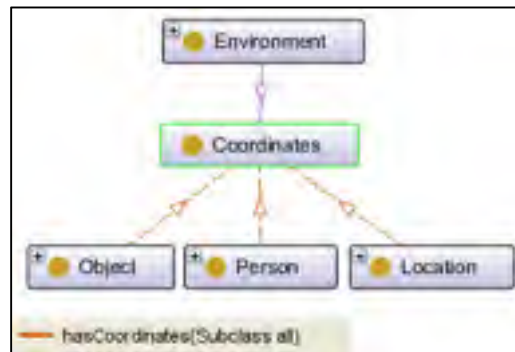 Environment
Coordinates
Object
Person
Location
hasCoordinates(Subclass all)